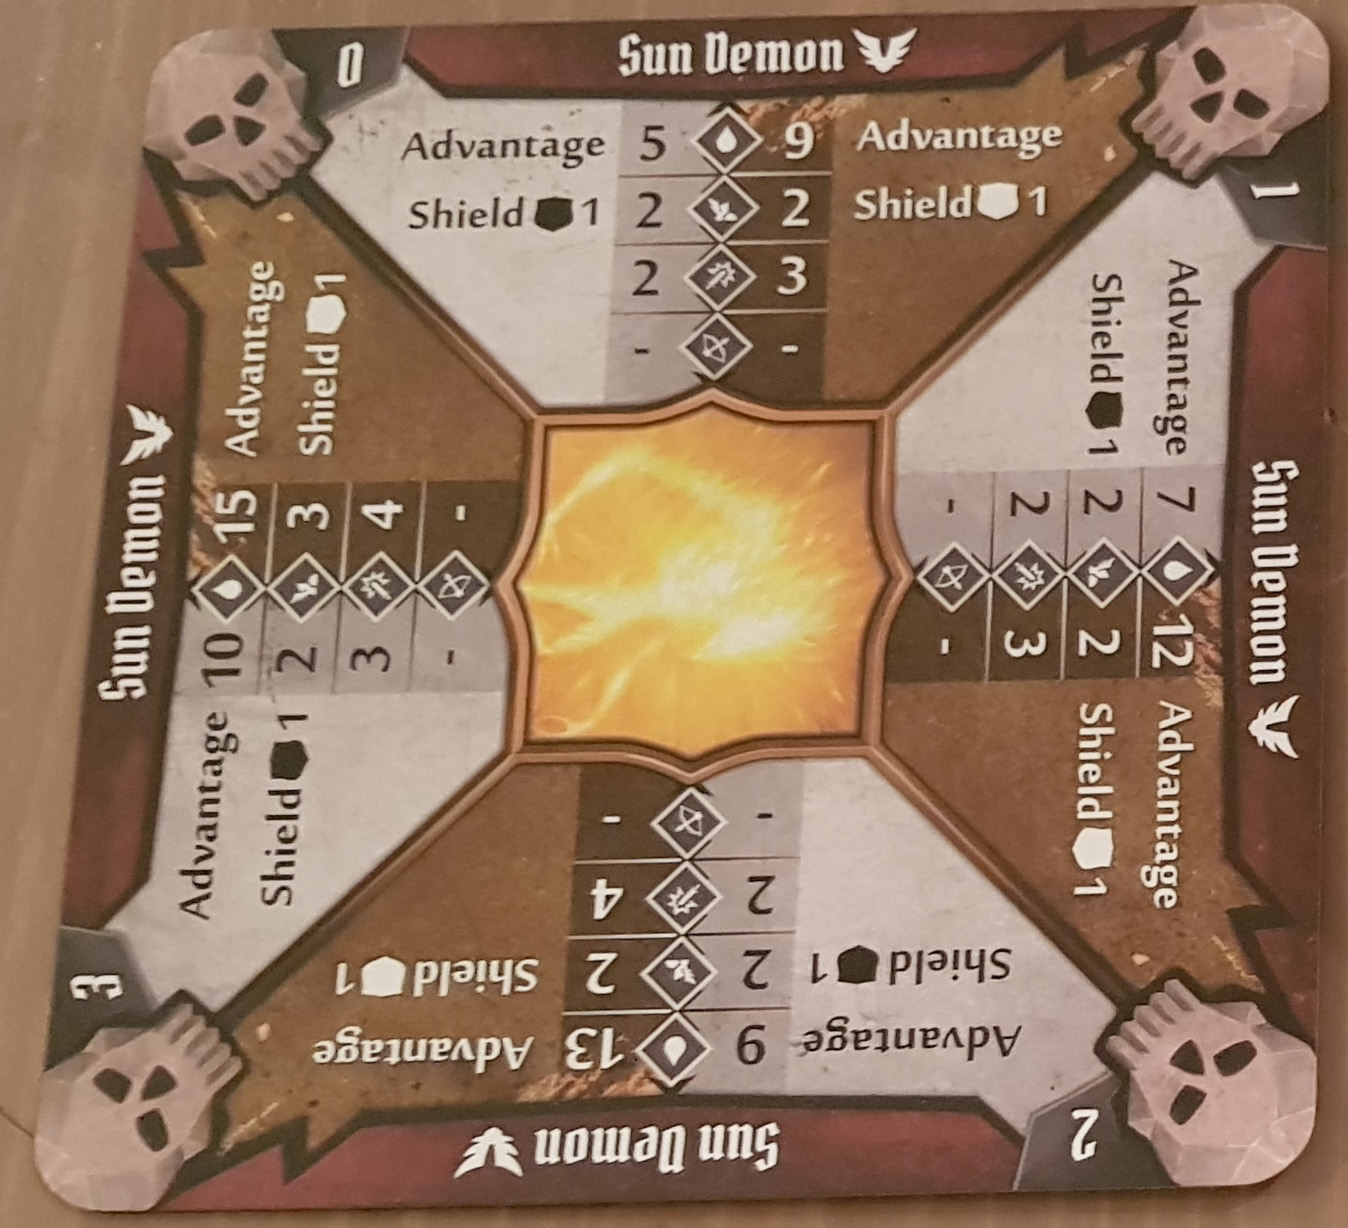 0
Sun Demon
Advantage 5 9 Advantage
Shield 1 2 2 Shield 1
2 3
- -
1
Sun Demon
Advantage 7 12 Advantage
Shield 1 2 2 Shield 1
2 3
- -
2
Sun Demon
Advantage 9 13 Advantage
Shield 1 2 2 Shield 1
2 4
- -
3
Sun Demon
Advantage 10 15 Advantage
Shield 1 2 3 Shield 1
3 4
- -